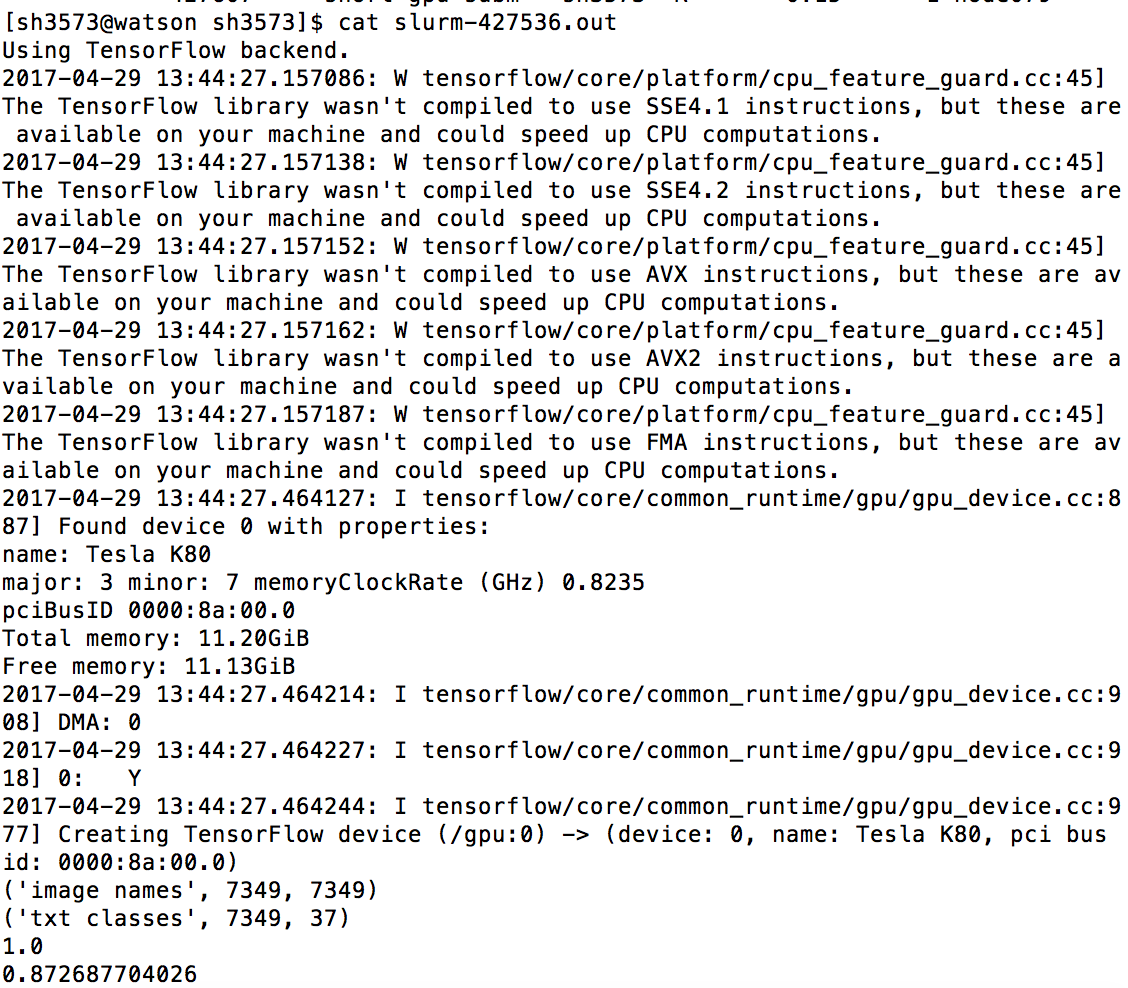 [sh3573@watson sh3573]$ cat slurm-427536.out
Using TensorFlow backend.
2017-04-29 13:44:27.157086: W tensorflow/core/platform/cpu_feature_guard.cc:45]
The TensorFlow library wasn't compiled to use SSE4.1 instructions, but these are
 available on your machine and could speed up CPU computations.
2017-04-29 13:44:27.157138: W tensorflow/core/platform/cpu_feature_guard.cc:45]
The TensorFlow library wasn't compiled to use SSE4.2 instructions, but these are
 available on your machine and could speed up CPU computations.
2017-04-29 13:44:27.157152: W tensorflow/core/platform/cpu_feature_guard.cc:45]
The TensorFlow library wasn't compiled to use AVX instructions, but these are av
ailable on your machine and could speed up CPU computations.
2017-04-29 13:44:27.157162: W tensorflow/core/platform/cpu_feature_guard.cc:45]
The TensorFlow library wasn't compiled to use AVX2 instructions, but these are a
vailable on your machine and could speed up CPU computations.
2017-04-29 13:44:27.157187: W tensorflow/core/platform/cpu_feature_guard.cc:45]
The TensorFlow library wasn't compiled to use FMA instructions, but these are av
ailable on your machine and could speed up CPU computations.
2017-04-29 13:44:27.464127: I tensorflow/core/common_runtime/gpu/gpu_device.cc:8
87] Found device 0 with properties:
name: Tesla K80
major: 3 minor: 7 memoryClockRate (GHz) 0.8235
pciBusID 0000:8a:00.0
Total memory: 11.20GiB
Free memory: 11.13GiB
2017-04-29 13:44:27.464214: I tensorflow/core/common_runtime/gpu/gpu_device.cc:9
08] DMA: 0
2017-04-29 13:44:27.464227: I tensorflow/core/common_runtime/gpu/gpu_device.cc:9
18] 0:   Y
2017-04-29 13:44:27.464244: I tensorflow/core/common_runtime/gpu/gpu_device.cc:9
77] Creating TensorFlow device (/gpu:0) -> (device: 0, name: Tesla K80, pci bus
id: 0000:8a:00.0)
('image names', 7349, 7349)
('txt classes', 7349, 37)
1.0
0.872687704026